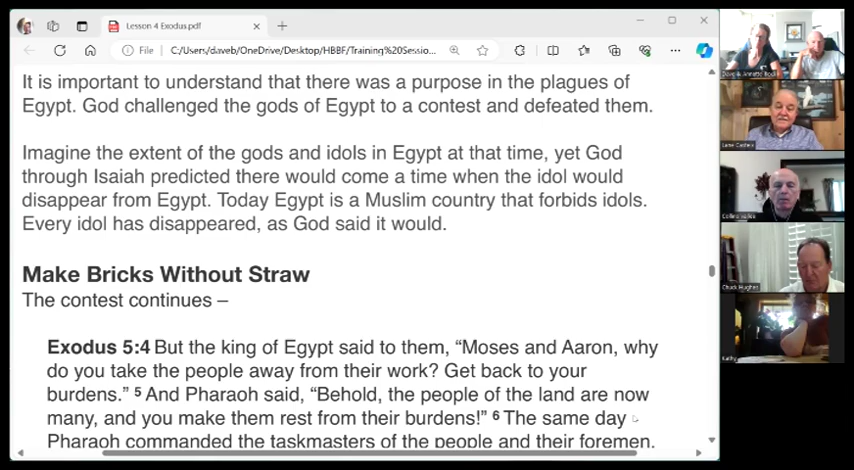 Lesson 4 Exodus.pdf
File
C:/Users/daveb/OneDrive/Desktop/HBBF/Training%20Sessio...
It is important to understand that there was a purpose in the plagues of
Egypt. God challenged the gods of Egypt to a contest and defeated them.
Imagine the extent of the gods and idols in Egypt at that time, yet God
through Isaiah predicted there would come a time when the idol would
disappear from Egypt. Today Egypt is a Muslim country that forbids idols.
Every idol has disappeared, as God said it would.
Make Bricks Without Straw
The contest continues –
Exodus 5:4 But the king of Egypt said to them, “Moses and Aaron, why
do you take the people away from their work? Get back to your
burdens.” 5 And Pharaoh said, “Behold, the people of the land are now
many, and you make them rest from their burdens!” 6 The same day
Pharaoh commanded the taskmasters of the people and their foremen.
Dave & Annette
Lane
Collins
Chuck Hughes
Kathy